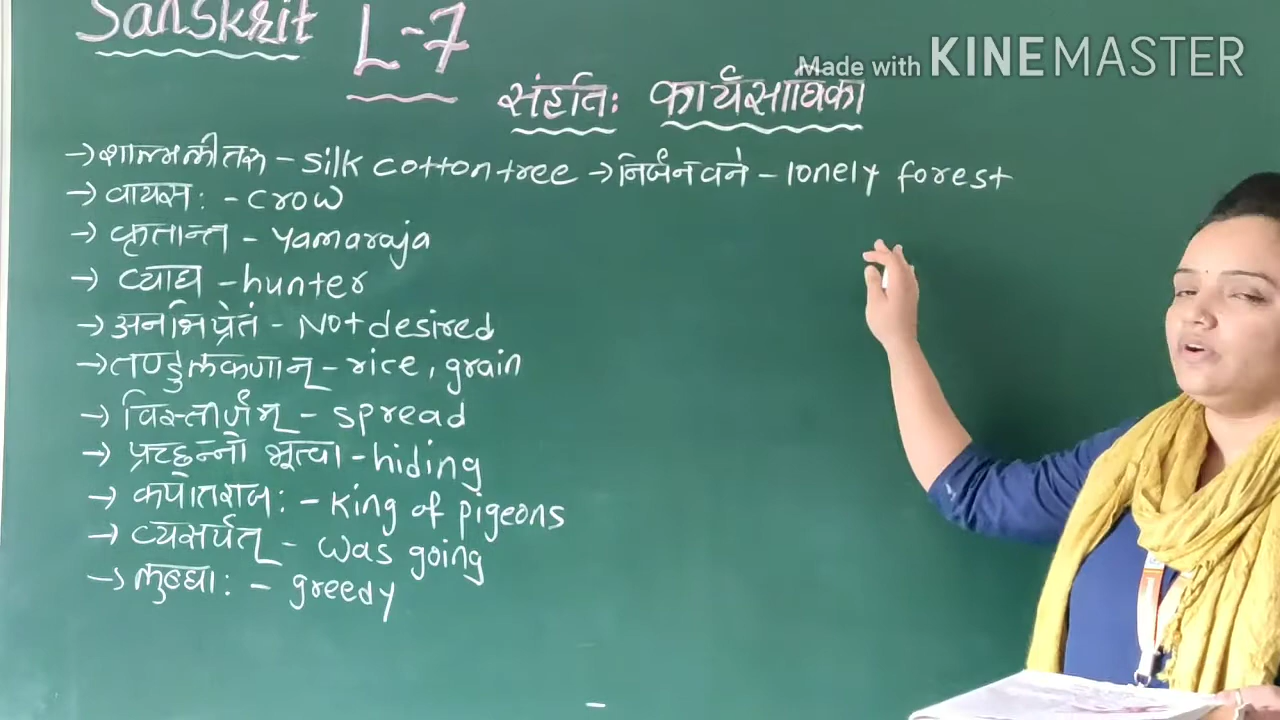 Sanskrit L-7
Made with KINEMASTER
संहतिः कार्यसाधिका
→ शाल्मलीतरु - silk cotton tree → निर्जनवने - lonely forest
→ वायसः - crow
→ कृतान्त - Yamaraja
→ व्याध - hunter
→ अनभिप्रेतं - Not desired
→ तण्डुलकणान् - rice, grain
→ विस्तीर्णम् - spread
→ प्रच्छन्नो भूत्वा - hiding
→ कपोतराजः - King of pigeons
→ व्यसर्पत् - was going
→ लुब्धाः - greedy